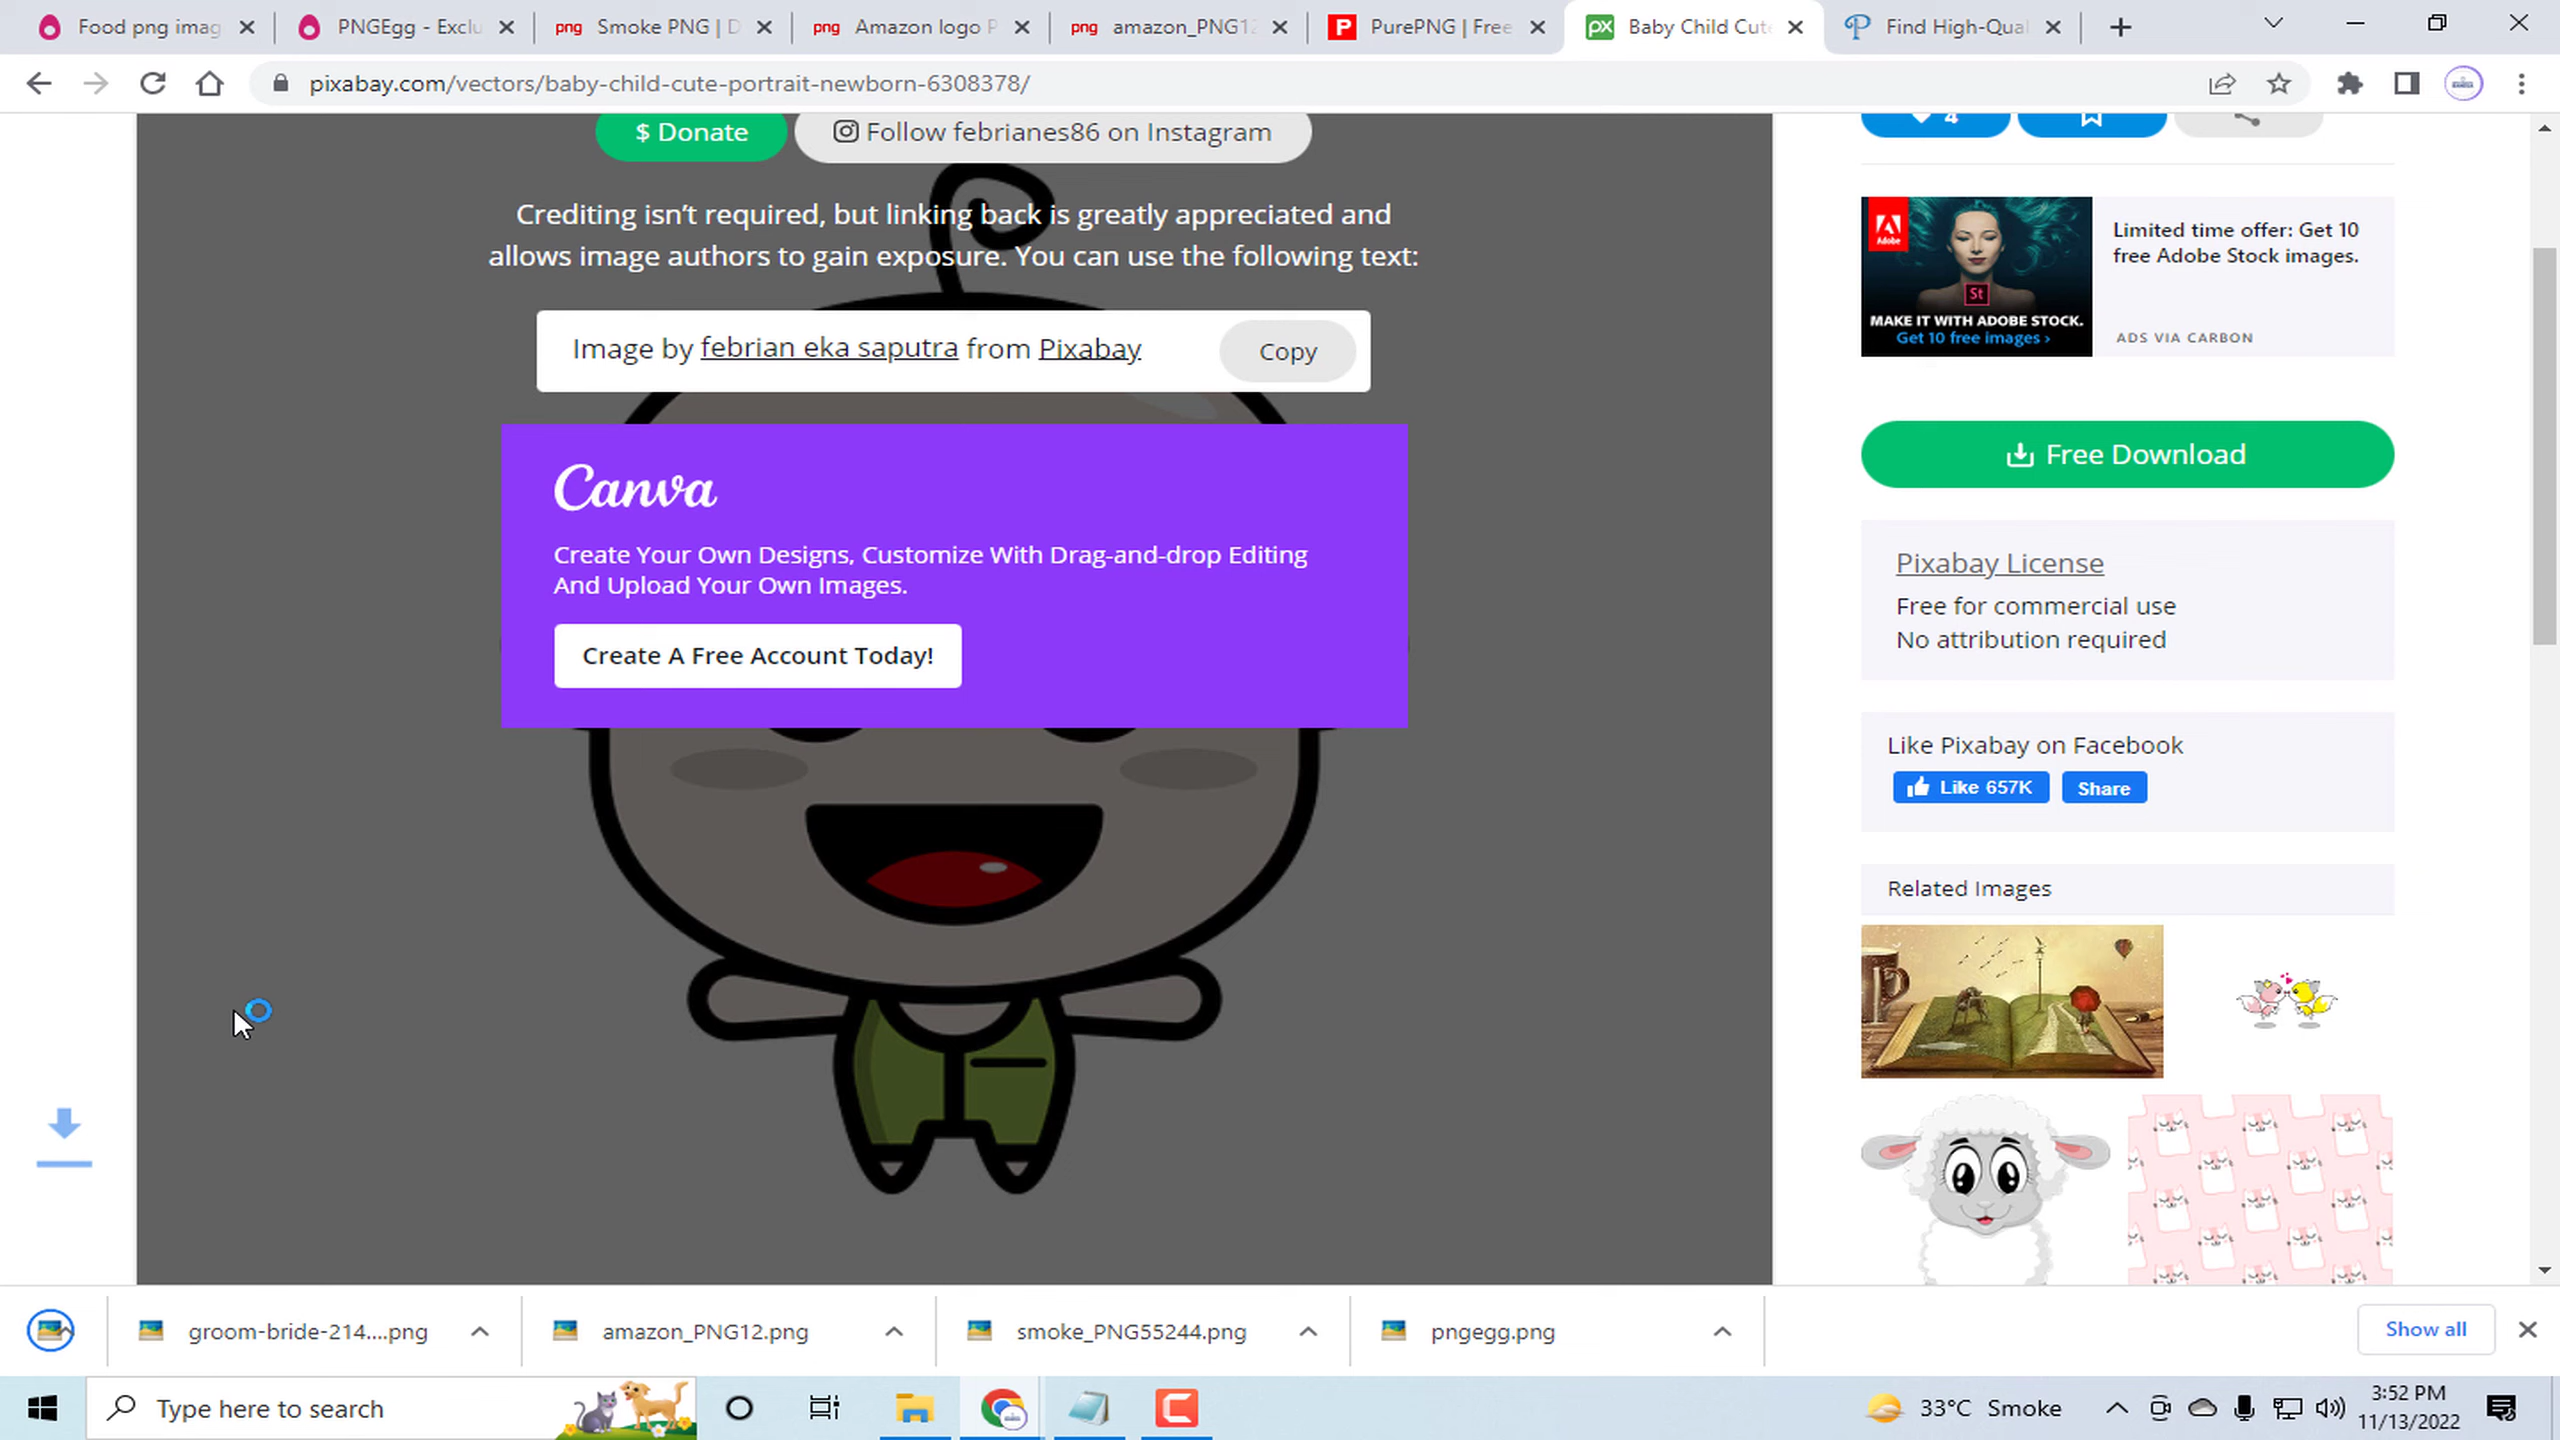 Food png imag
PNGEgg - Exclu
png Smoke PNG | D
png Amazon logo P
png amazon_PNG12
PurePNG | Free
px Baby Child Cut
Find High-Qual
pixabay.com/vectors/baby-child-cute-portrait-newborn-6308378/
$ Donate
Follow febrianes86 on Instagram
Crediting isn't required, but linking back is greatly appreciated and
allows image authors to gain exposure. You can use the following text:
Image by febrian eka saputra from Pixabay
Copy
Canva
Create Your Own Designs, Customize With Drag-and-drop Editing
And Upload Your Own Images.
Create A Free Account Today!
4
Adobe
St
MAKE IT WITH ADOBE STOCK.
Get 10 free images ›
Limited time offer: Get 10
free Adobe Stock images.
ADS VIA CARBON
Free Download
Pixabay License
Free for commercial use
No attribution required
Like Pixabay on Facebook
Like 657K
Share
Related Images
groom-bride-214....png
amazon_PNG12.png
smoke_PNG55244.png
pngegg.png
Show all
Type here to search
33°C Smoke
3:52 PM
11/13/2022